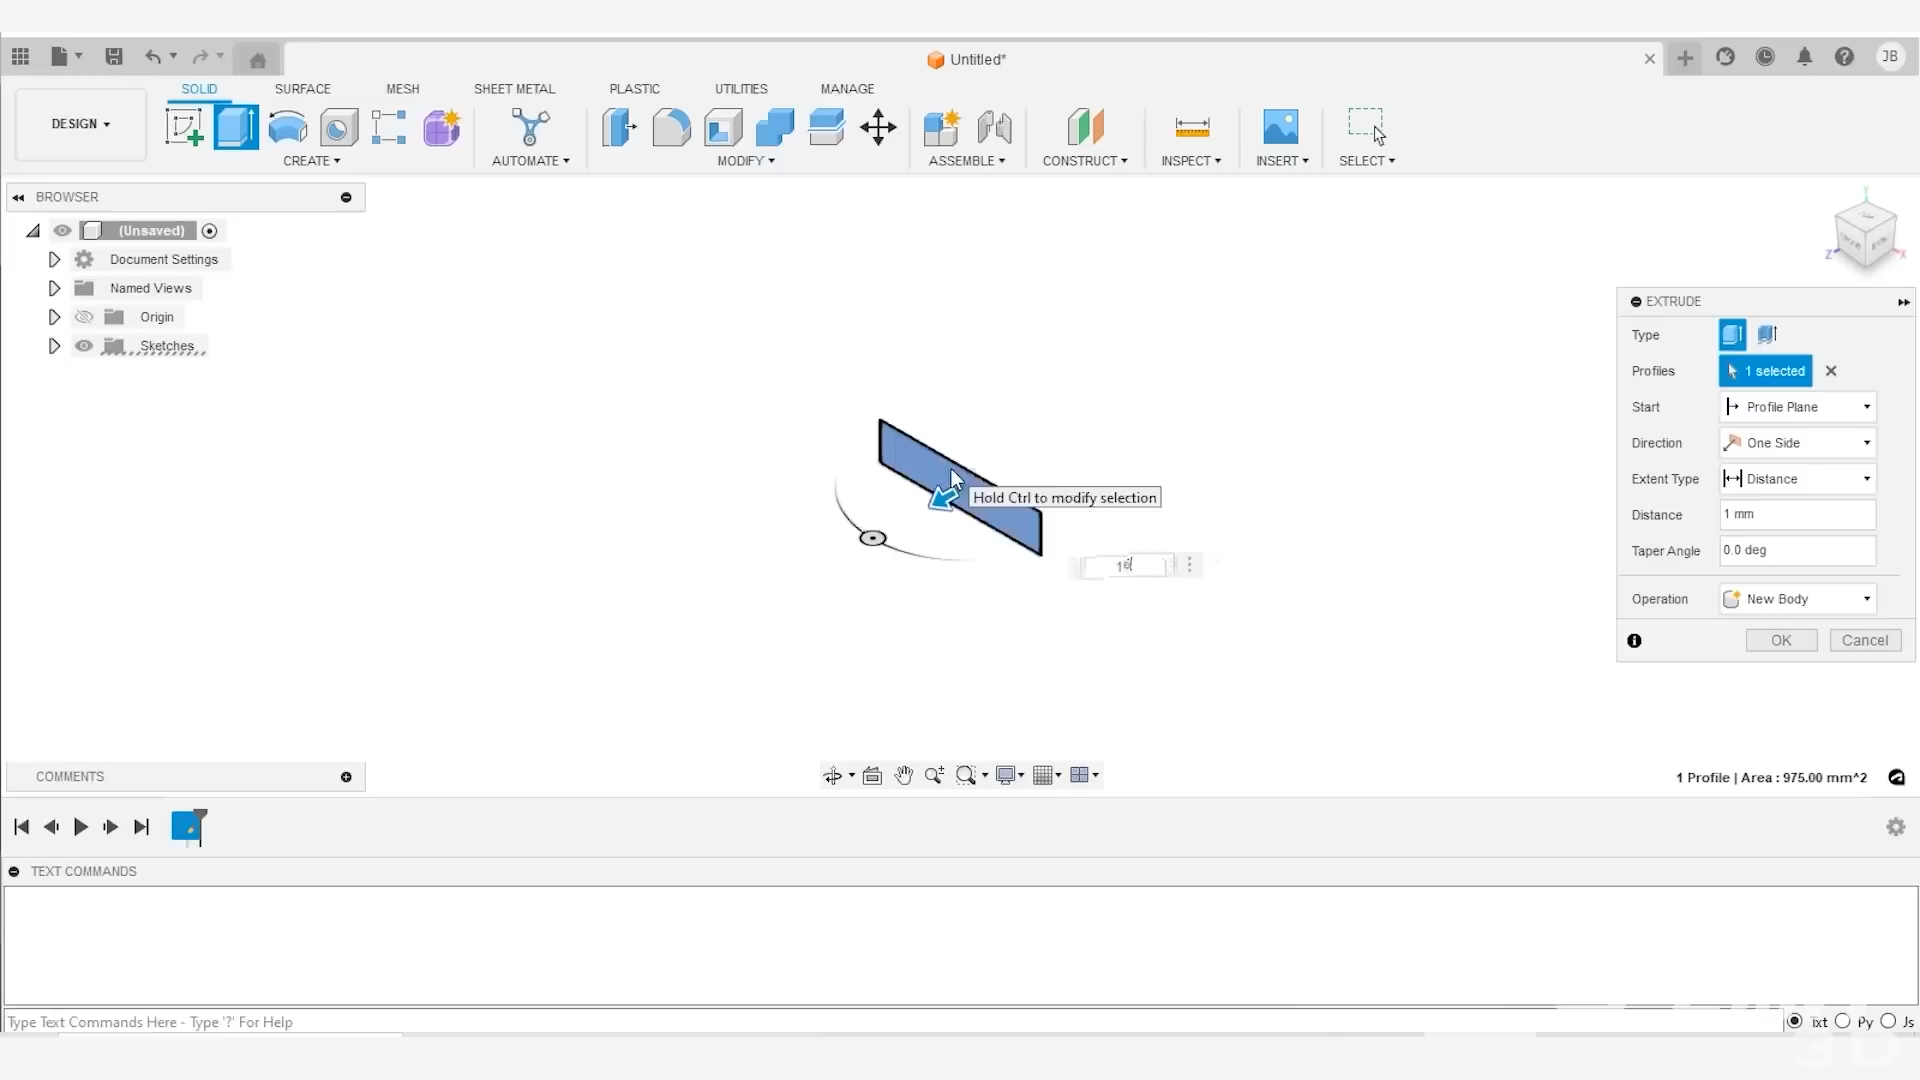 Untitled*
JB
SOLID
SURFACE
MESH
SHEET METAL
PLASTIC
UTILITIES
MANAGE
DESIGN
CREATE
AUTOMATE
MODIFY
ASSEMBLE
CONSTRUCT
INSPECT
INSERT
SELECT
BROWSER
(Unsaved)
Document Settings
Named Views
Origin
Sketches
Z
X
EXTRUDE
Type
Profiles 1 selected
Start Profile Plane
Direction One Side
Extent Type Distance
Distance 1 mm
Taper Angle 0.0 deg
Operation New Body
OK Cancel
Hold Ctrl to modify selection
COMMENTS
1 Profile | Area : 975.00 mm^2
TEXT COMMANDS
Type Text Commands Here - Type '?' For Help
Txt Py Js